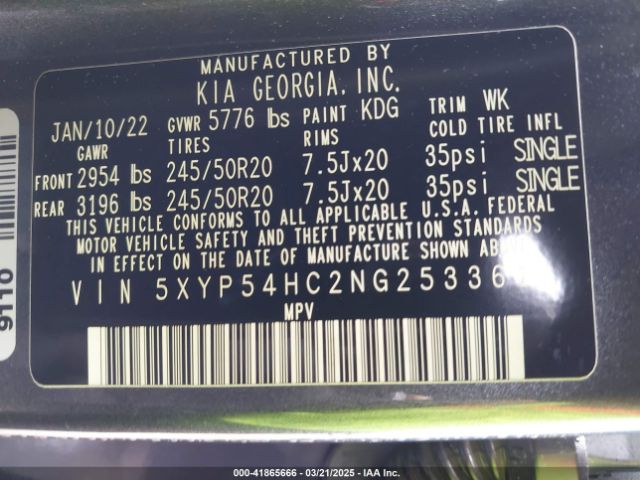 MANUFACTURED BY
KIA GEORGIA, INC.
JAN/10/22 GVWR 5776 lbs PAINT KDG TRIM WK
GAWR TIRES RIMS COLD TIRE INFL
FRONT 2954 lbs 245/50R20 7.5Jx20 35psi SINGLE
REAR 3196 lbs 245/50R20 7.5Jx20 35psi SINGLE
THIS VEHICLE CONFORMS TO ALL APPLICABLE U.S.A. FEDERAL
MOTOR VEHICLE SAFETY AND THEFT PREVENTION STANDARDS
IN EFFECT ON THE DATE OF MANUFACTURE SHOWN ABOVE.
VIN
MPV
9110
000-41865666 - 03/21/2025 - IAA Inc.